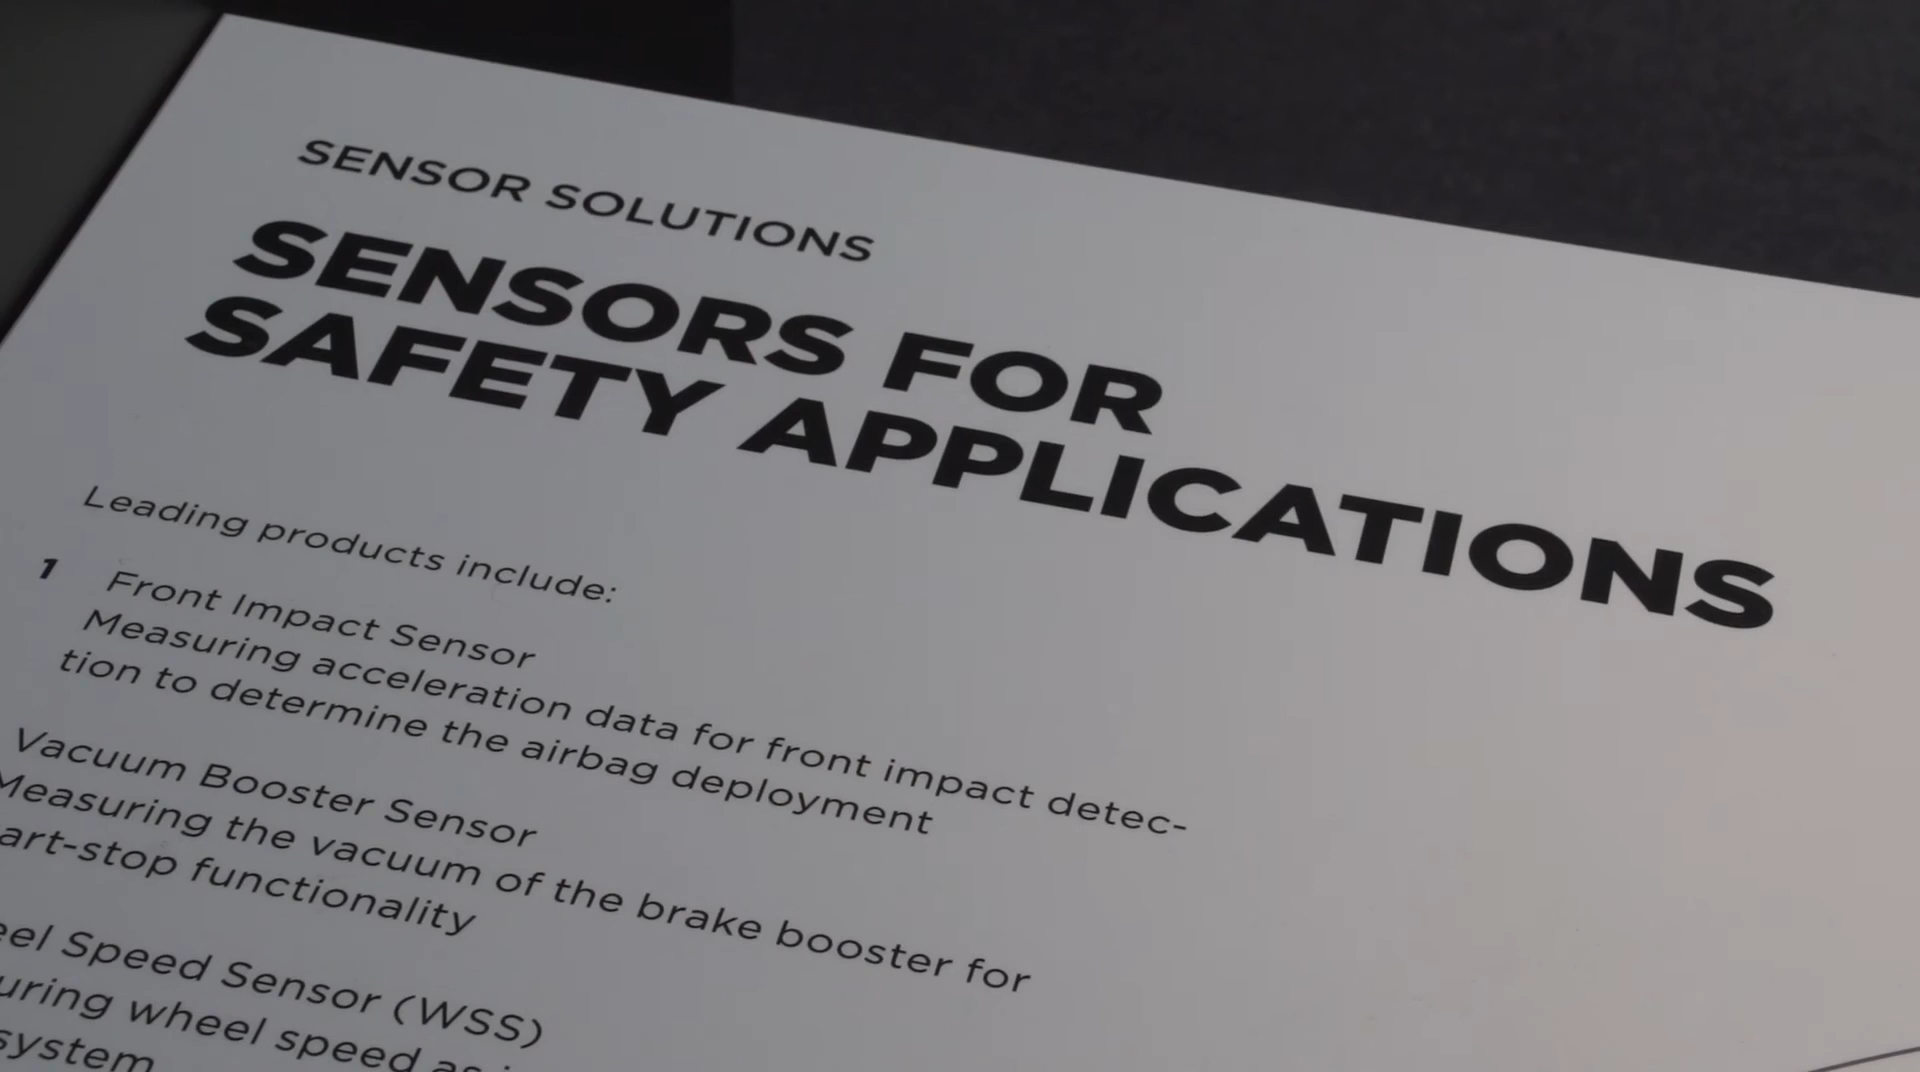 SENSOR SOLUTIONS
SENSORS FOR
SAFETY APPLICATIONS
Leading products include:
1 Front Impact Sensor
Measuring acceleration data for front impact detec-
tion to determine the airbag deployment
Vacuum Booster Sensor
Measuring the vacuum of the brake booster for
art-stop functionality
eel Speed Sensor (WSS)
uring wheel speed as
system